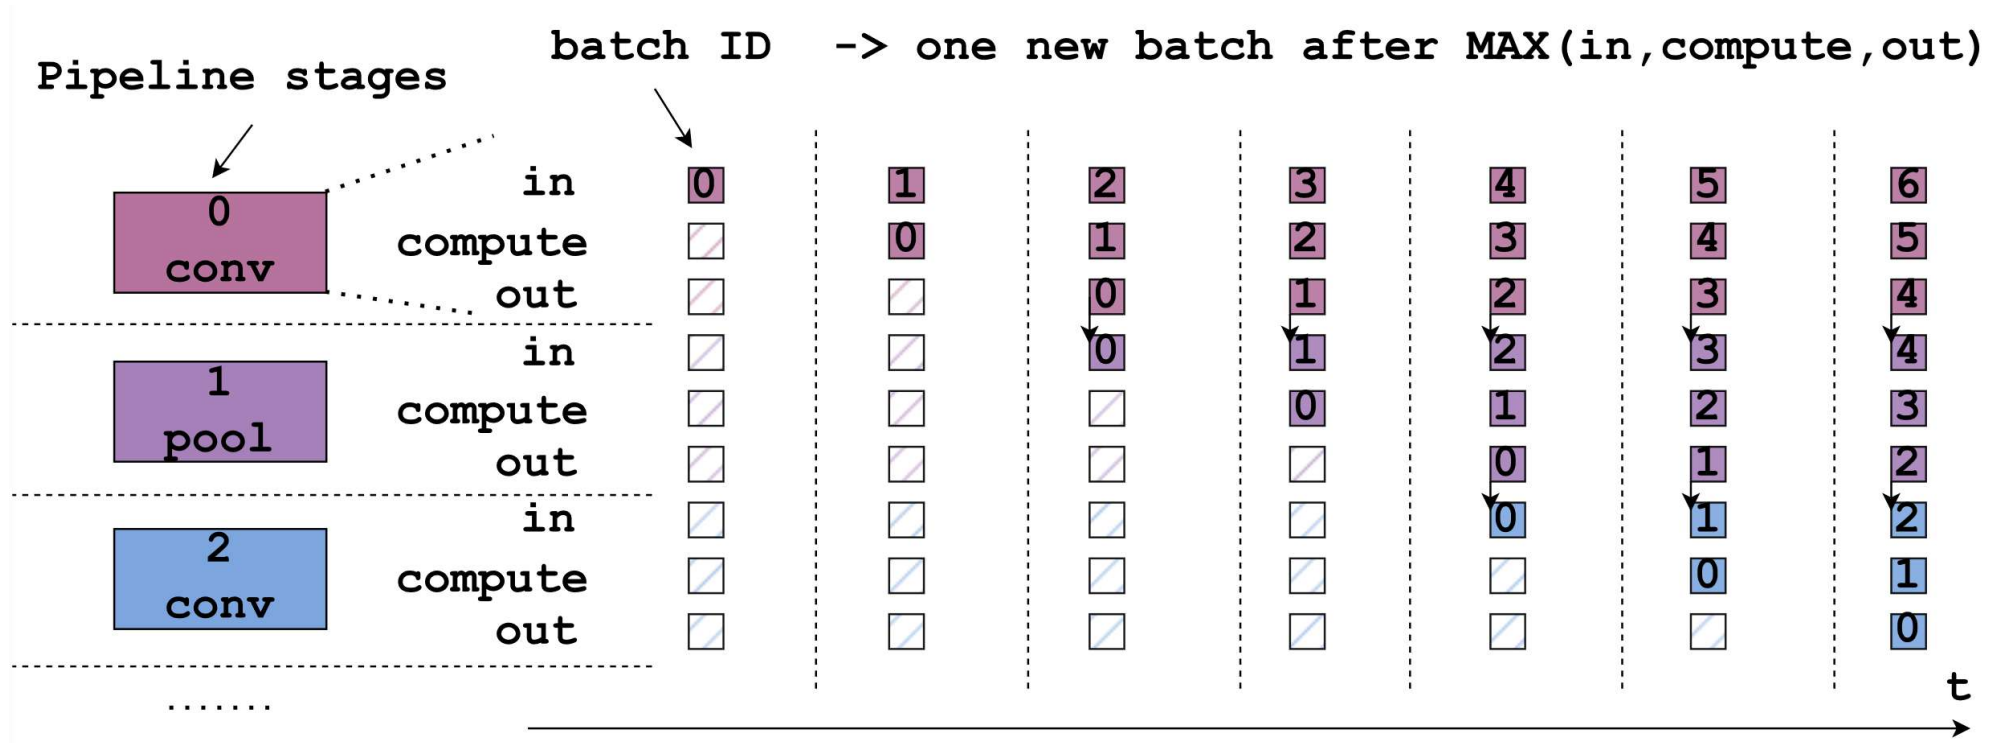 batch ID -> one new batch after MAX(in,compute,out)
Pipeline stages
0
conv
in 0 1 2 3 4 5 6
compute 0 1 2 3 4 5
out 0 1 2 3 4
1
pool
in 0 1 2 3 4
compute 0 1 2 3
out 0 1 2
2
conv
in 0 1 2
compute 0 1
out 0
.......
t